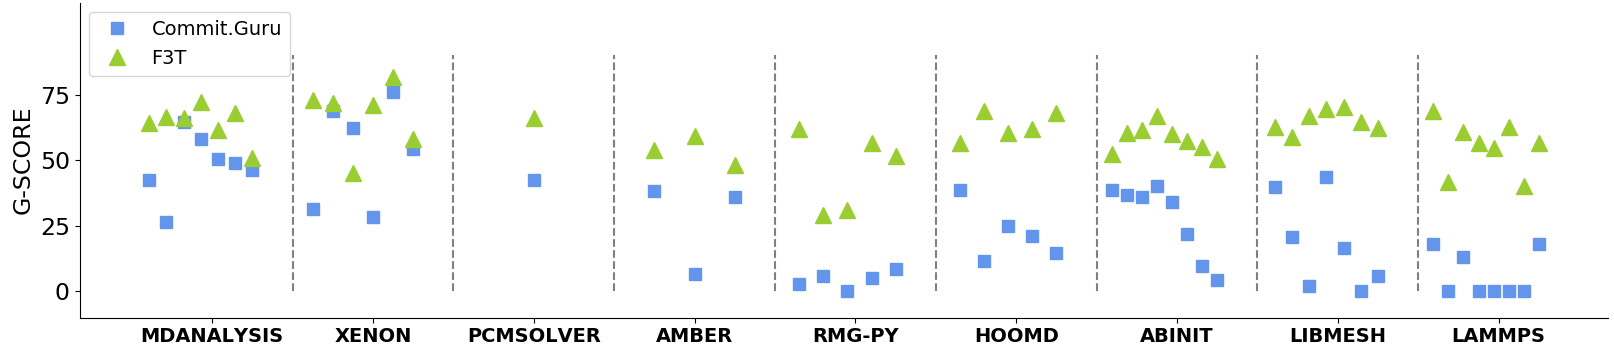 Commit.Guru
F3T
G-SCORE
75
50
25
0
MDANALYSIS XENON PCMSOLVER AMBER RMG-PY HOOMD ABINIT LIBMESH LAMMPS